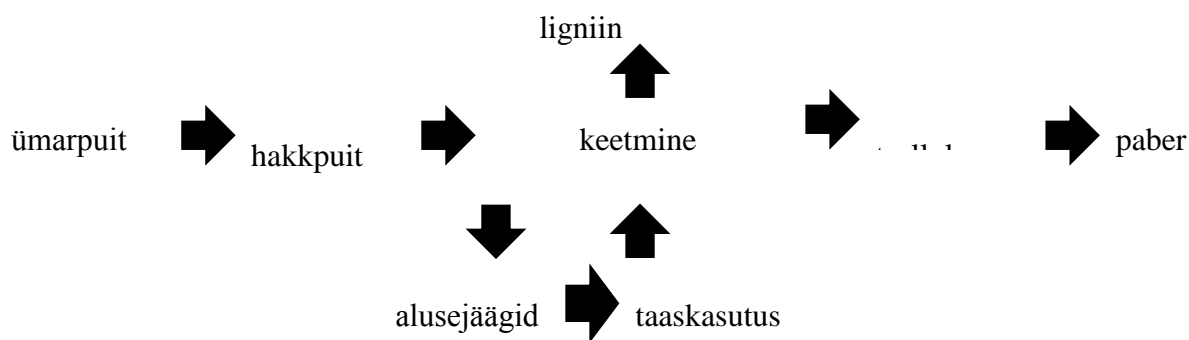 ligniin
ümarpuit
hakkpuit
keetmine
paber
alusejäägid
taaskasutus